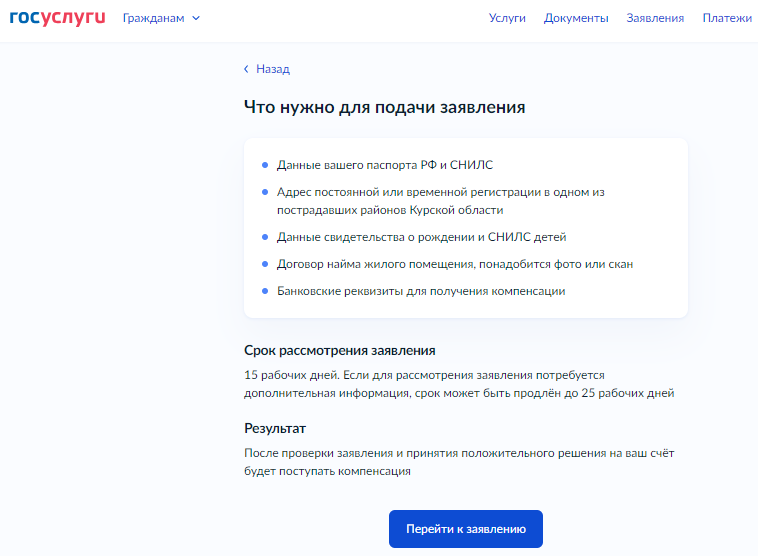 госуслуги Гражданам Услуги Документы Заявления Платежи
Назад
Что нужно для подачи заявления
Данные вашего паспорта РФ и СНИЛС
Адрес постоянной или временной регистрации в одном из
пострадавших районов Курской области
Данные свидетельства о рождении и СНИЛС детей
Договор найма жилого помещения, понадобится фото или скан
Банковские реквизиты для получения компенсации
Срок рассмотрения заявления
15 рабочих дней. Если для рассмотрения заявления потребуется
дополнительная информация, срок может быть продлён до 25 рабочих дней
Результат
После проверки заявления и принятия положительного решения на ваш счёт
будет поступать компенсация
Перейти к заявлению